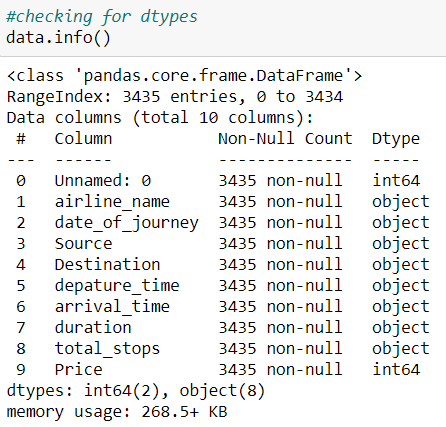 #checking for dtypes
data.info()
<class 'pandas.core.frame.DataFrame'>
RangeIndex: 3435 entries, 0 to 3434
Data columns (total 10 columns):
 #   Column           Non-Null Count  Dtype
---  ------           --------------  -----
 0   Unnamed: 0       3435 non-null   int64
 1   airline_name     3435 non-null   object
 2   date_of_journey  3435 non-null   object
 3   Source           3435 non-null   object
 4   Destination      3435 non-null   object
 5   depature_time    3435 non-null   object
 6   arrival_time     3435 non-null   object
 7   duration         3435 non-null   object
 8   total_stops      3435 non-null   object
 9   Price            3435 non-null   int64
dtypes: int64(2), object(8)
memory usage: 268.5+ KB